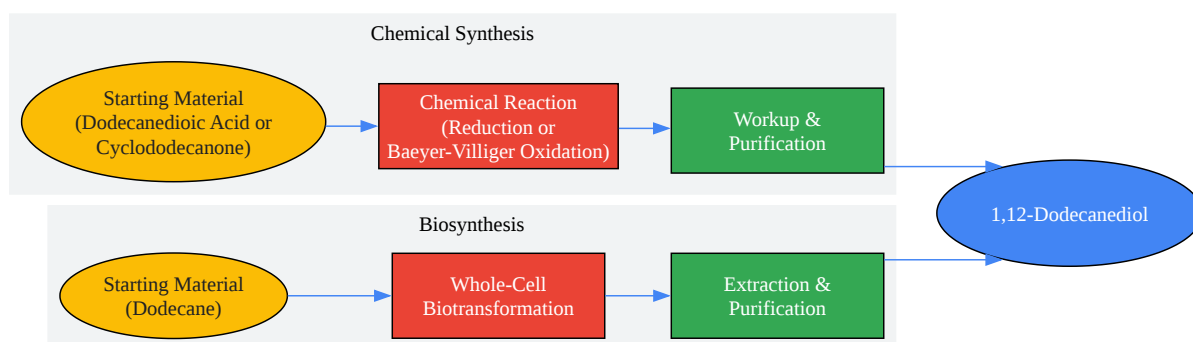 Chemical Synthesis
Starting Material
(Dodecanedioic Acid or
Cyclododecanone)
Chemical Reaction
(Reduction or
Baeyer-Villiger Oxidation)
Workup &
Purification
1,12-Dodecanediol
Biosynthesis
Starting Material
(Dodecane)
Whole-Cell
Biotransformation
Extraction &
Purification